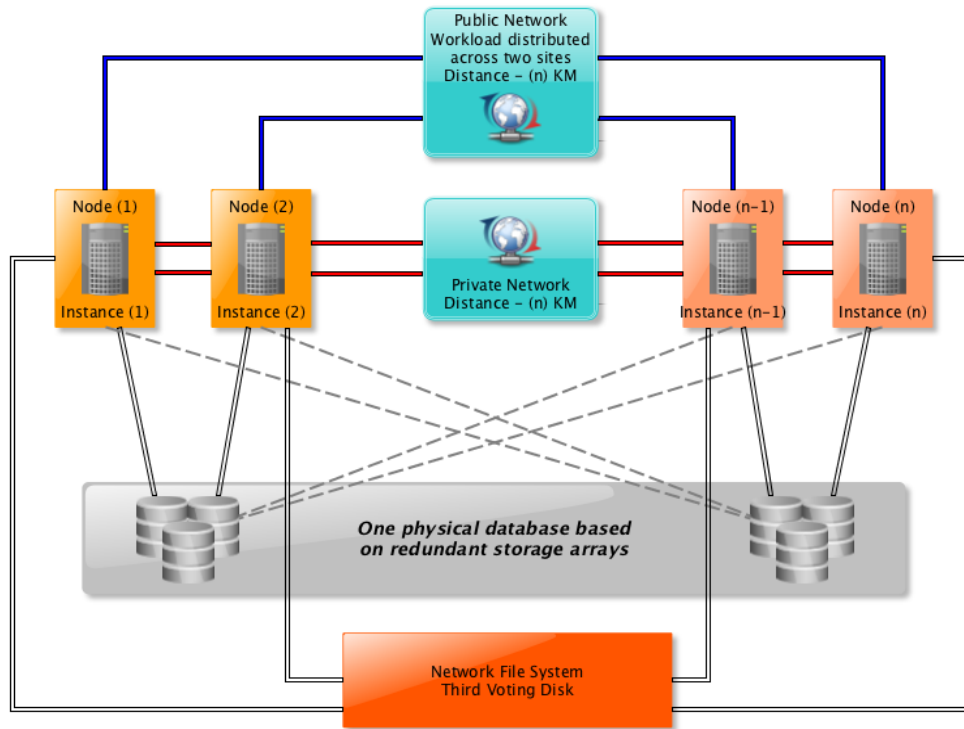 Public Network
Workload distributed
across two sites
Distance – (n) KM
Node (1)
Instance (1)
Node (2)
Instance (2)
Private Network
Distance – (n) KM
Node (n-1)
Instance (n-1)
Node (n)
Instance (n)
One physical database based
on redundant storage arrays
Network File System
Third Voting Disk